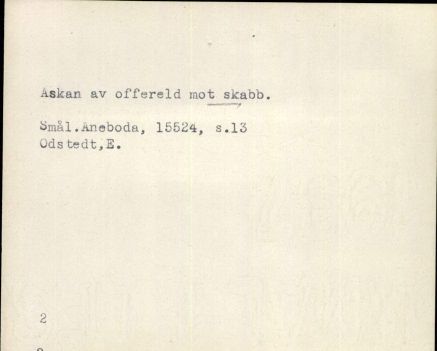 Askan av offereld mot skabb.
Smål.Aneboda, 15524, s.13
Odstedt,E.
2